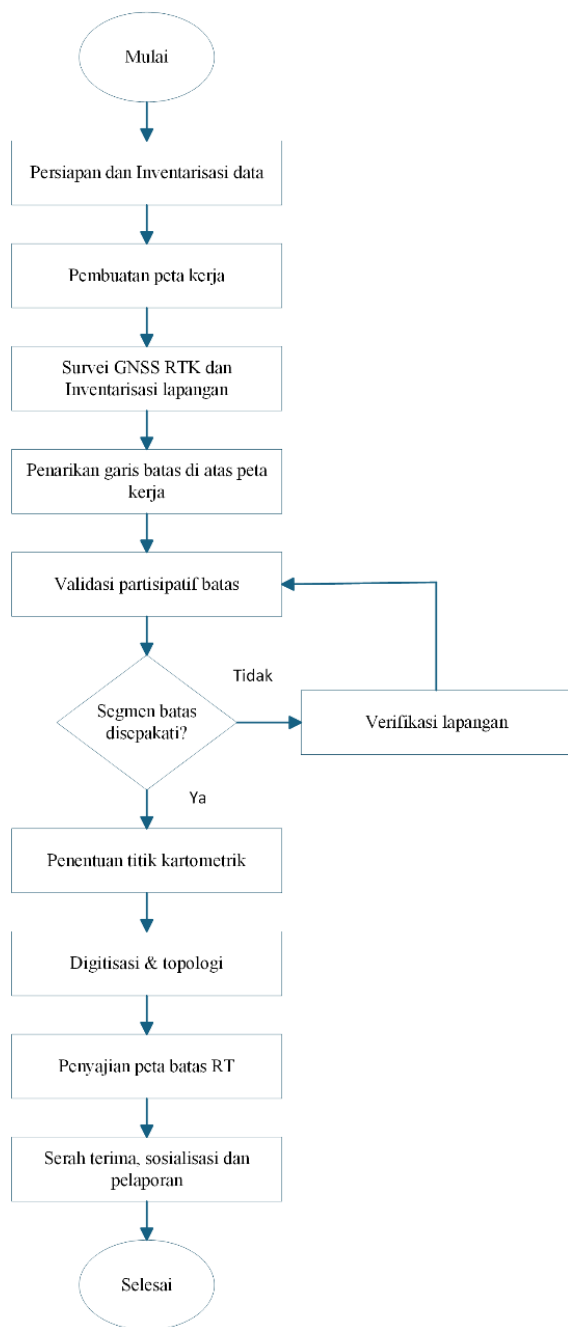 Mulai
Persiapan dan Inventarisasi data
Pembuatan peta kerja
Survei GNSS RTK dan
Inventarisasi lapangan
Penarikan garis batas di atas peta
kerja
Validasi partisipatif batas
Segmen batas
disepakati?
Tidak
Verifikasi lapangan
Ya
Penentuan titik kartometrik
Digitisasi & topologi
Penyajian peta batas RT
Serah terima, sosialisasi dan
pelaporan
Selesai